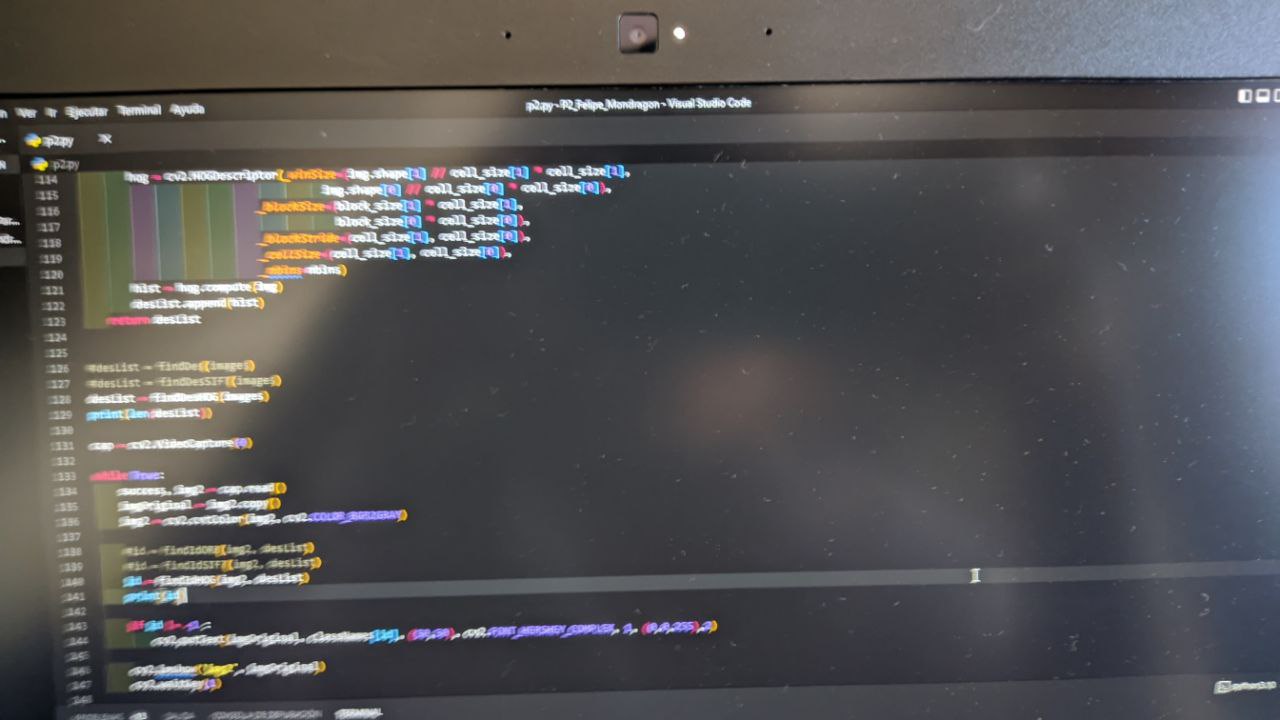 Ver Ir Ejecutar Terminal Ayuda
p2.py - P2_Felipe_Mondragon - Visual Studio Code
p2.py
p2.py
114 hog = cv2.HOGDescriptor(_winSize=(img.shape[1] // cell_size[1] * cell_size[1],
115 img.shape[0] // cell_size[0] * cell_size[0]),
116 _blockSize=(block_size[1] * cell_size[1],
117 block_size[0] * cell_size[0]),
118 _blockStride=(cell_size[1], cell_size[0]),
119 _cellSize=(cell_size[1], cell_size[0]),
120 _nbins=nbins)
121 hist = hog.compute(img)
122 desList.append(hist)
123 return desList
124
125
126 #desList = findDes(images)
127 #desList = findDesSIFT(images)
128 desList = findDesHOG(images)
129 print(len(desList))
130
131 cap = cv2.VideoCapture(0)
132
133 while True:
134 success, img2 = cap.read()
135 imgOriginal = img2.copy()
136 img2 = cv2.cvtColor(img2, cv2.COLOR_BGR2GRAY)
137
138 #id = findIdORB(img2, desList)
139 #id = findIdSIFT(img2, desList)
140 id = findIdHOG(img2, desList)
141 print(id)
142
143 if id != -1:
144 cv2.putText(imgOriginal, classNames[id], (50,50), cv2.FONT_HERSHEY_COMPLEX, 1, (0,0,255),2)
145
146 cv2.imshow("img2", imgOriginal)
147 cv2.waitKey(1)
148
SALIDA CONSOLA DE DEPURACIÓN TERMINAL